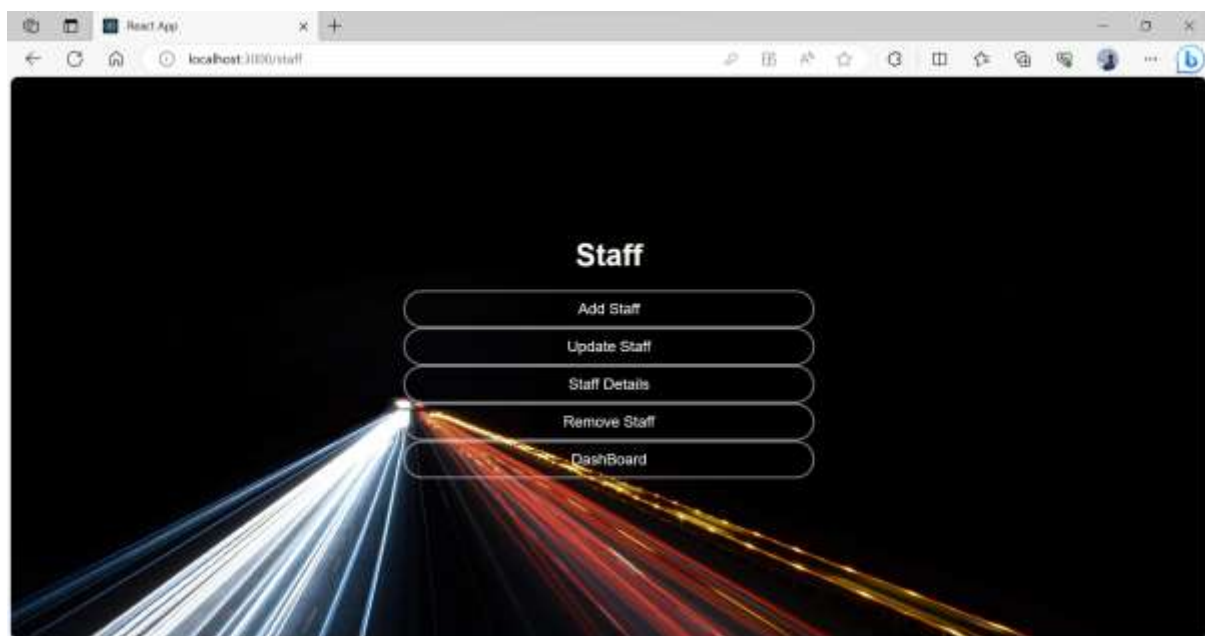 React App
localhost:3000/staff
Staff
Add Staff
Update Staff
Staff Details
Remove Staff
DashBoard